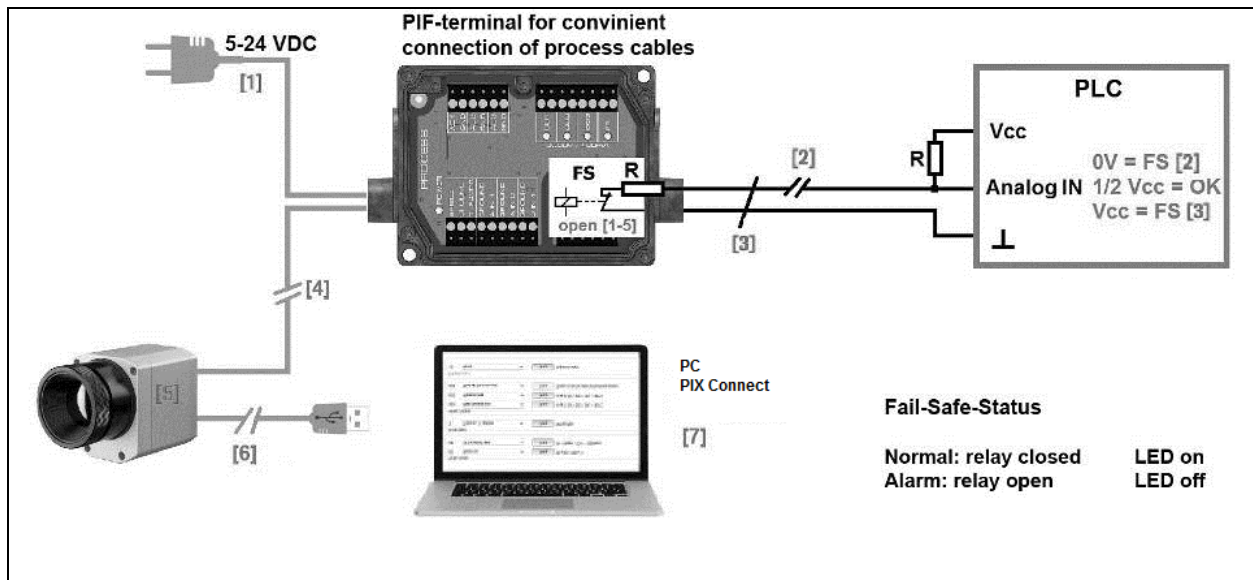 PIF-terminal for convinient
connection of process cables
5-24 VDC
[1]
PROCESS
POWER
FS
R
open [1-5]
[2]
[3]
PLC
Vcc
R
Analog IN
0V = FS [2]
1/2 Vcc = OK
Vcc = FS [3]
[4]
[5]
[6]
PC
PIX Connect
[7]
Fail-Safe-Status
Normal: relay closed LED on
Alarm: relay open LED off